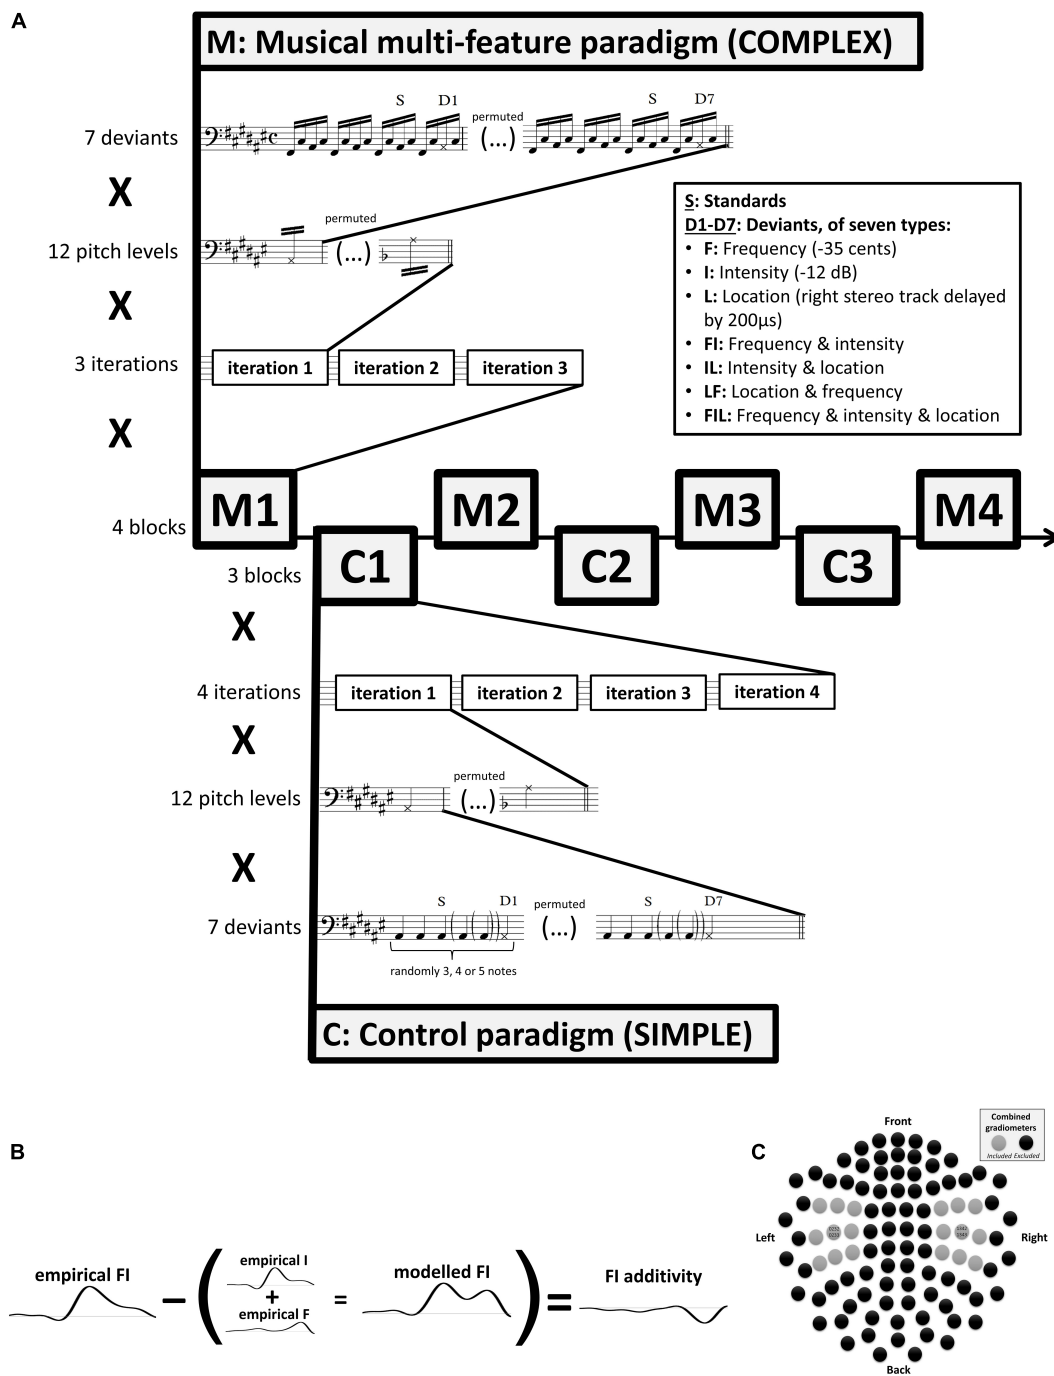 A
M: Musical multi-feature paradigm (COMPLEX)
S D1 S D7
7 deviants
permuted
(...)
X
12 pitch levels
permuted
(...)
X
3 iterations
iteration 1 iteration 2 iteration 3
X
S: Standards
D1-D7: Deviants, of seven types:
• F: Frequency (-35 cents)
• I: Intensity (-12 dB)
• L: Location (right stereo track delayed
by 200µs)
• FI: Frequency & intensity
• IL: Intensity & location
• LF: Location & frequency
• FIL: Frequency & intensity & location
4 blocks
M1 M2 M3 M4
3 blocks
C1 C2 C3
X
4 iterations
iteration 1 iteration 2 iteration 3 iteration 4
X
12 pitch levels
permuted
(...)
X
7 deviants
S D1 S D7
permuted
(...)
randomly 3, 4 or 5 notes
C: Control paradigm (SIMPLE)
B
empirical FI
−
(
empirical I
+
empirical F
=
modelled FI
)
=
FI additivity
C
Combined
gradiometers
Included Excluded
Front
Left
Right
Back